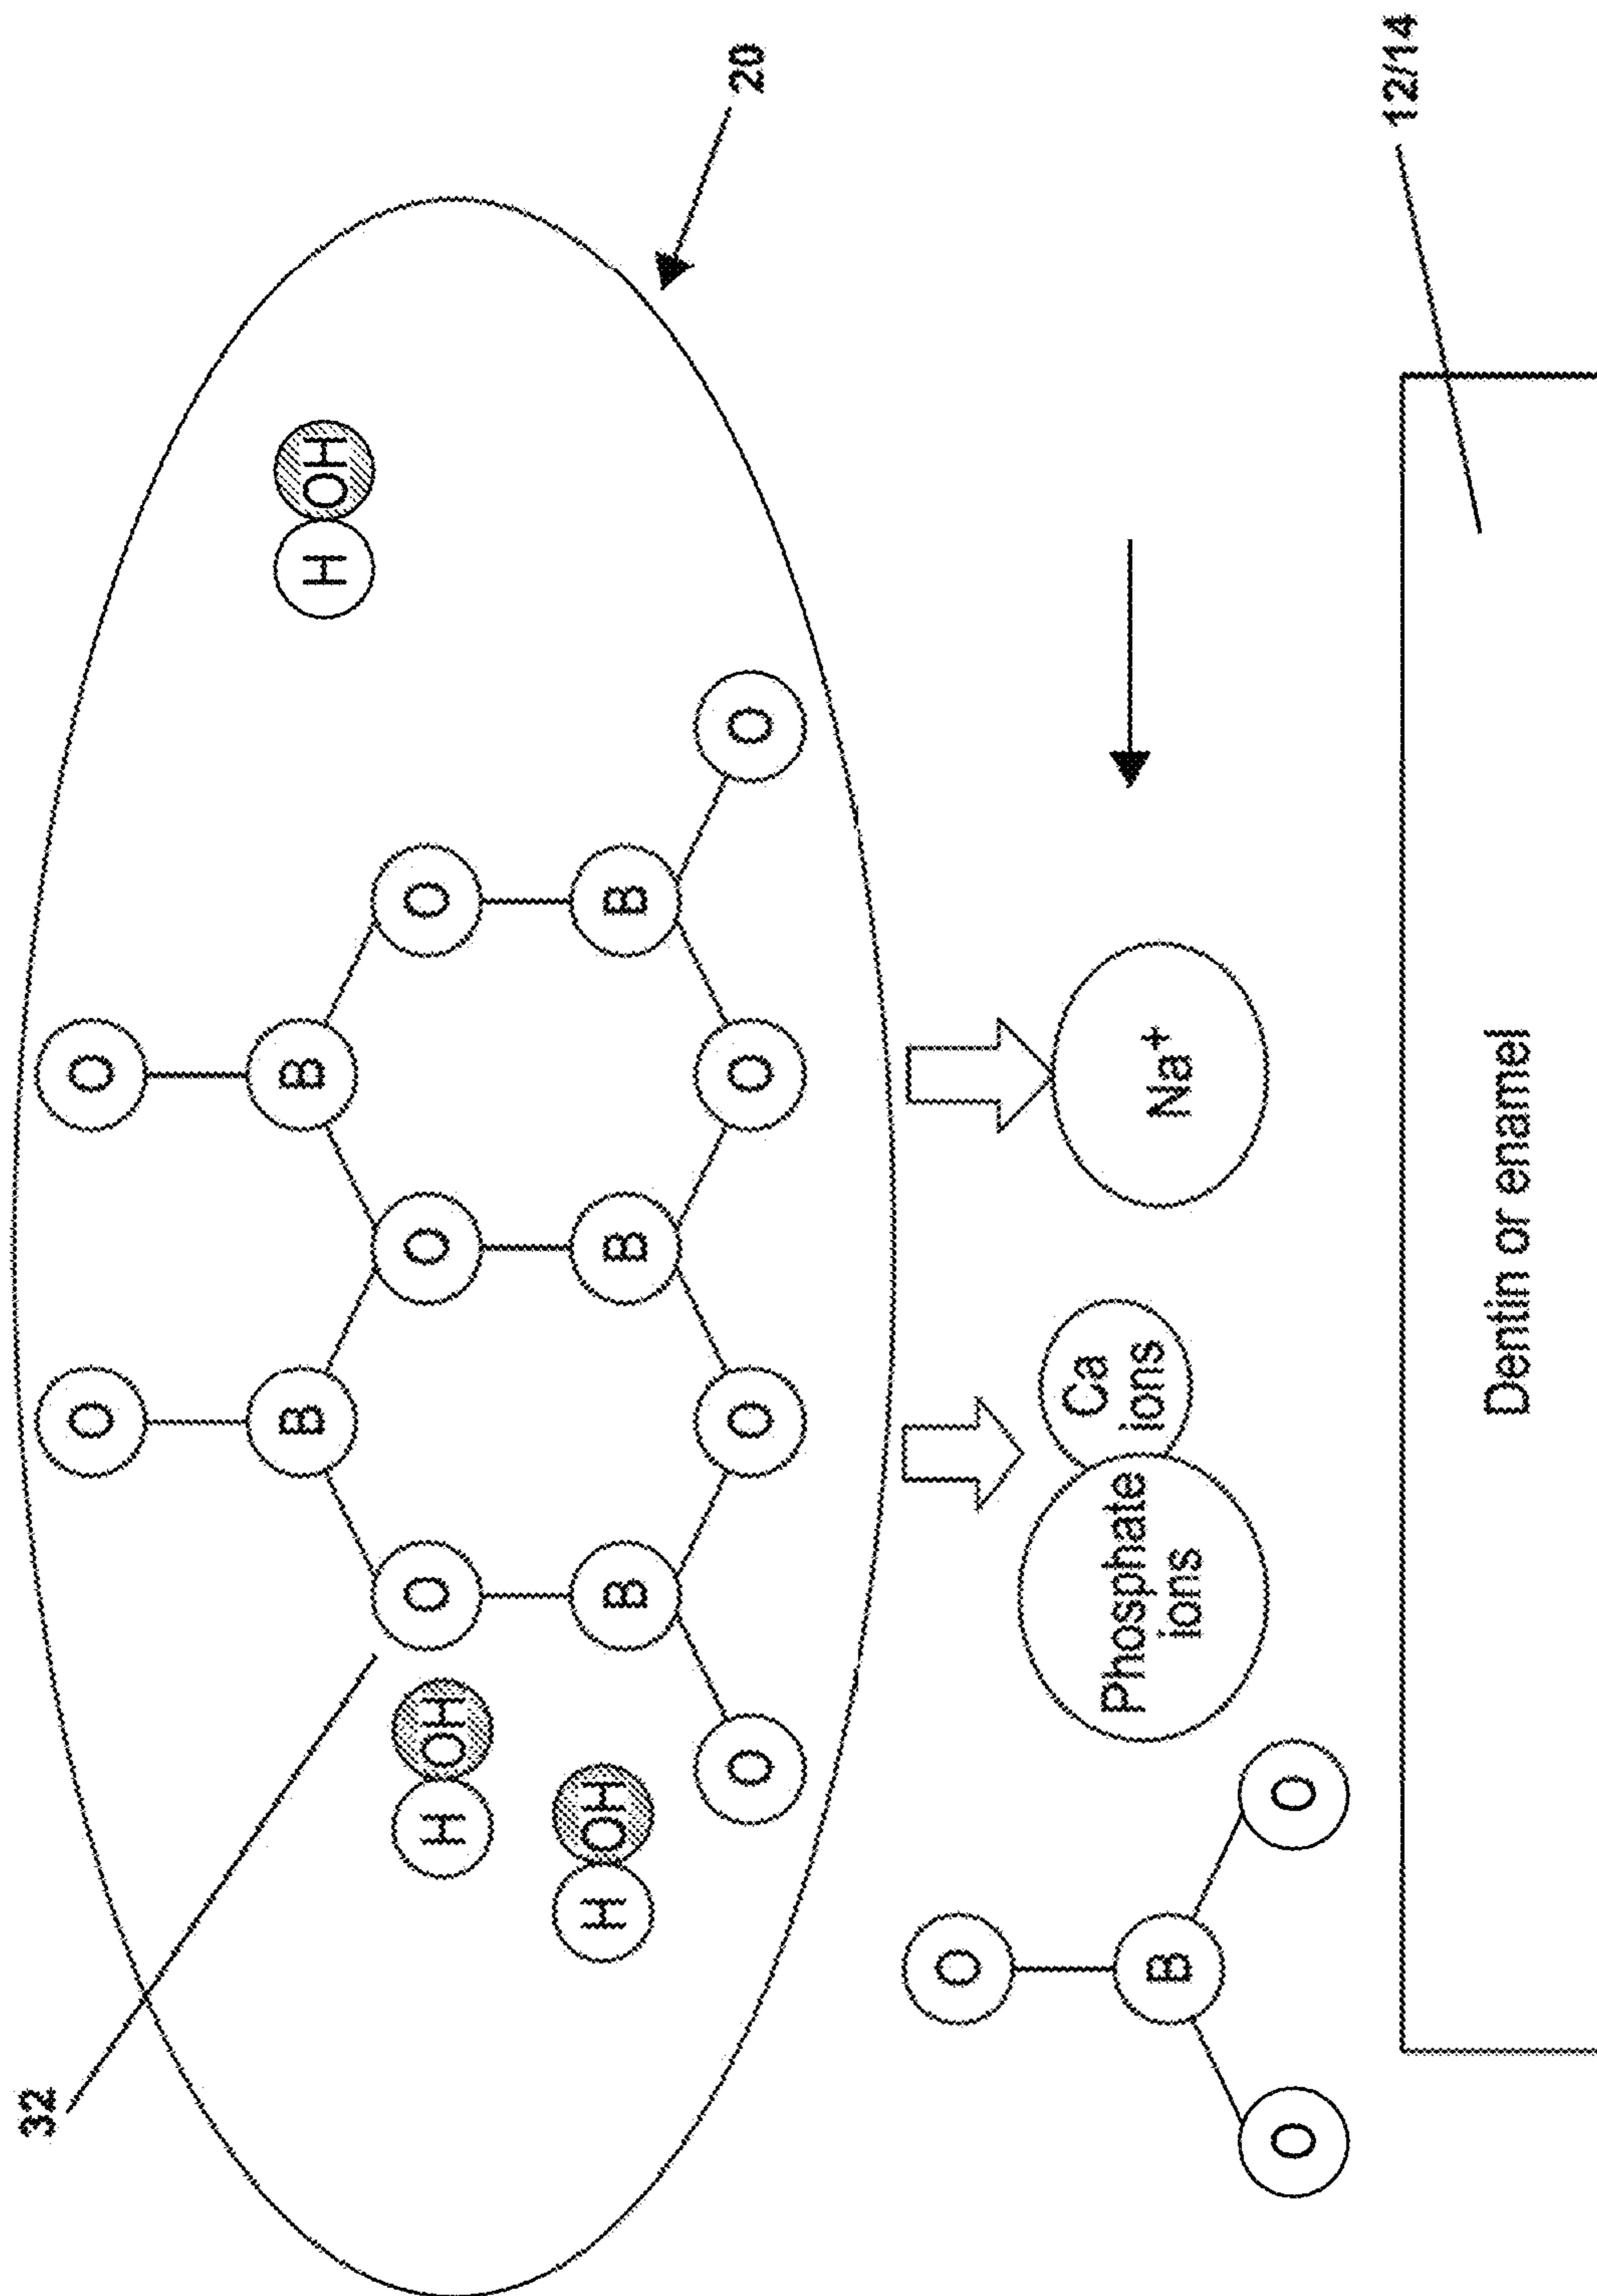 32
O O
B B H OH
H OH O O O
H OH B B B
O O O O 20
O
Phosphate
ions
Ca
ions
Na⁺
B
O O
12/14
Dentin or enamel